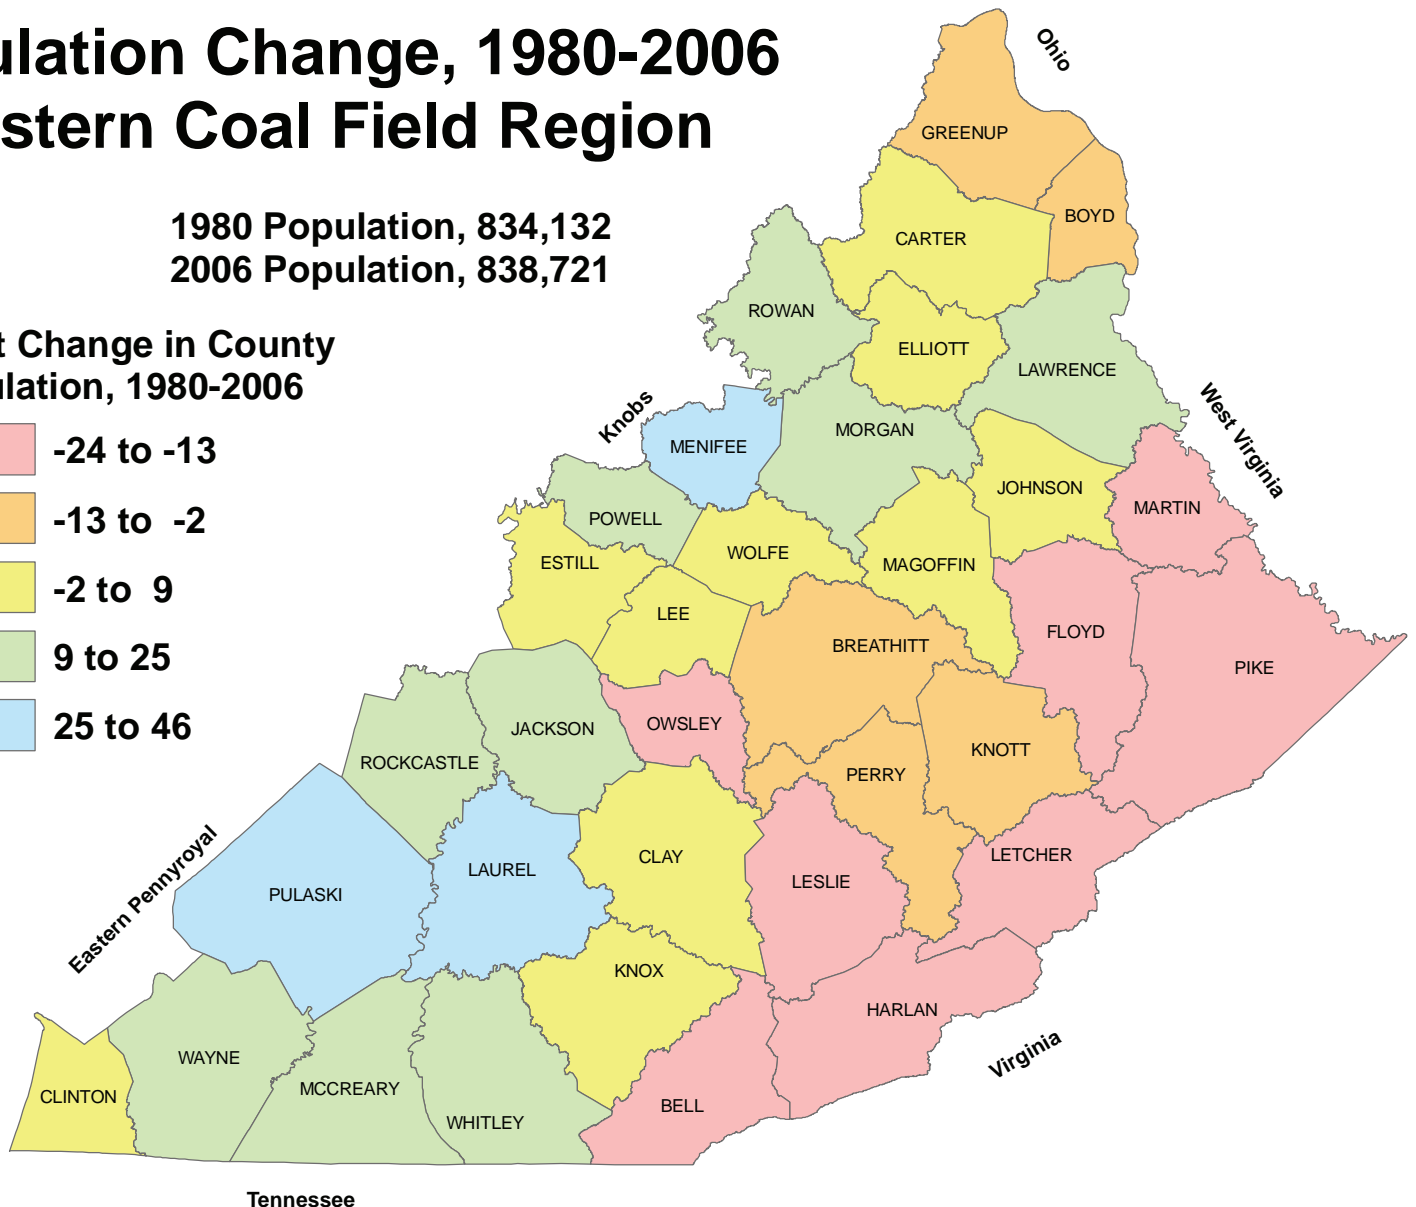 ulation Change, 1980-2006
stern Coal Field Region
1980 Population, 834,132
2006 Population, 838,721
t Change in County
ulation, 1980-2006
-24 to -13
-13 to -2
-2 to 9
9 to 25
25 to 46
Ohio
GREENUP
BOYD
CARTER
ROWAN
ELLIOTT
LAWRENCE
Knobs
West Virginia
MENIFEE
MORGAN
JOHNSON
MARTIN
POWELL
WOLFE
ESTILL
MAGOFFIN
LEE
BREATHITT
FLOYD
PIKE
OWSLEY
JACKSON
ROCKCASTLE
PERRY
KNOTT
Eastern Pennyroyal
PULASKI
LAUREL
CLAY
LESLIE
LETCHER
KNOX
HARLAN
Virginia
WAYNE
CLINTON
MCCREARY
WHITLEY
BELL
Tennessee